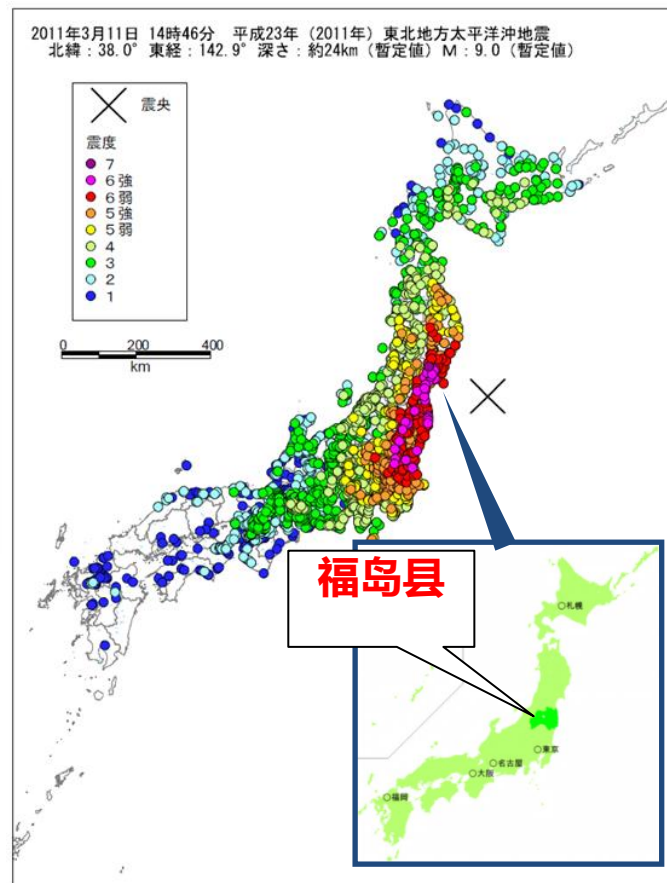 2011年3月11日 14時46分 平成23年（2011年）東北地方太平洋沖地震
北緯：38.0° 東経：142.9° 深さ：約24km（暫定値）M：9.0（暫定値）
震央
震度
7
6強
6弱
5強
5弱
4
3
2
1
0 200 400
km
福岛县
○札幌
○東京
○名古屋
○大阪
○福岡